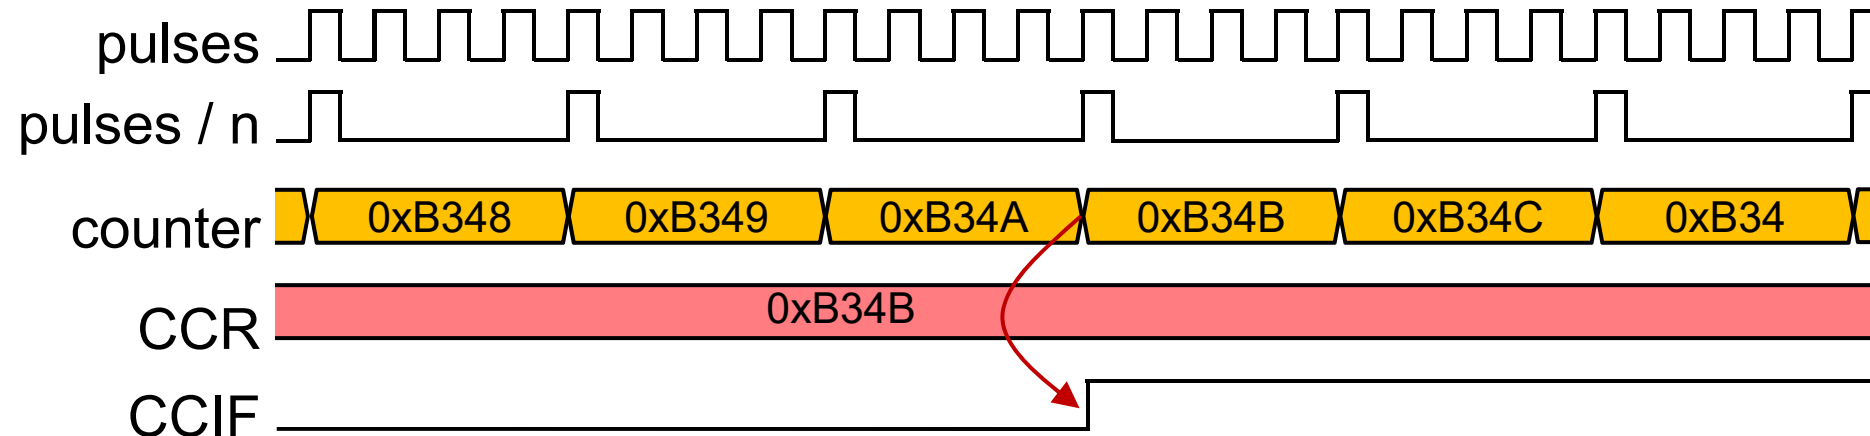 pulses
pulses / n
counter 0xB348 0xB349 0xB34A 0xB34B 0xB34C 0xB34
CCR 0xB34B
CCIF